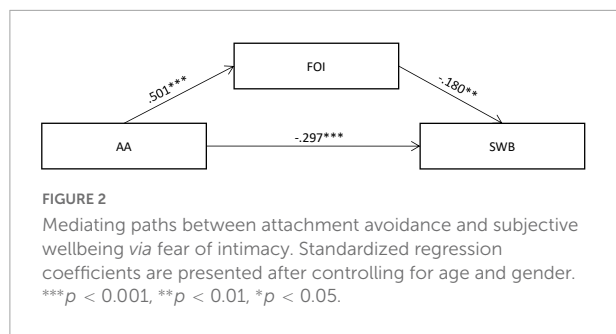 FOI
.501***
-.180**
AA
-.297***
SWB
FIGURE 2
Mediating paths between attachment avoidance and subjective
wellbeing via fear of intimacy. Standardized regression
coefficients are presented after controlling for age and gender.
***p < 0.001, **p < 0.01, *p < 0.05.